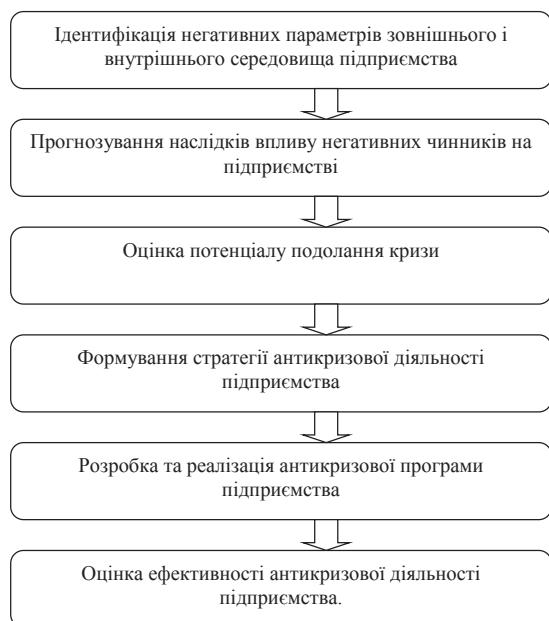 Ідентифікація негативних параметрів зовнішнього і
внутрішнього середовища підприємства
Прогнозування наслідків впливу негативних чинників на
підприємстві
Оцінка потенціалу подолання кризи
Формування стратегії антикризової діяльності
підприємства
Розробка та реалізація антикризової програми
підприємства
Оцінка ефективності антикризової діяльності
підприємства.